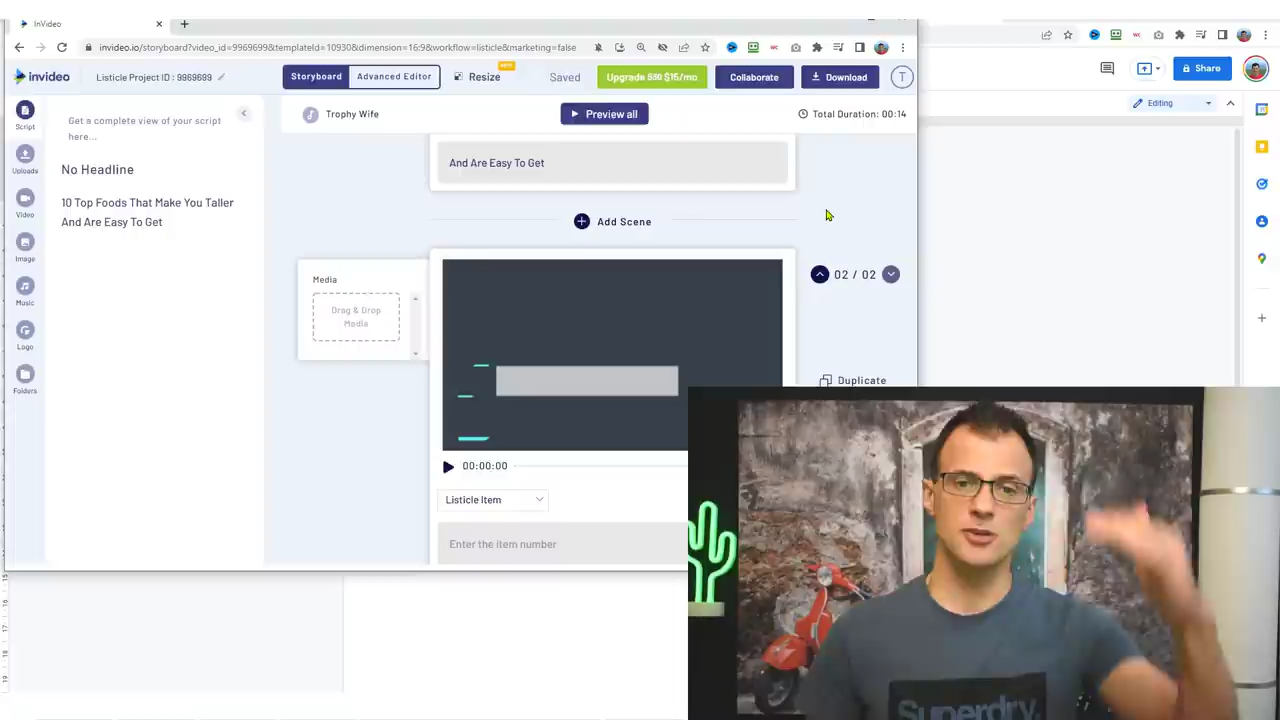 InVideo
invideo.io/storyboard?video_id=9969699&templateId=10930&dimension=16:9&workflow=listicle&marketing=false
invideo
Listicle Project ID : 9969699
Storyboard
Advanced Editor
Resize
Saved
Upgrade $30 $15/mo
Collaborate
Download
T
Share
Editing
Script
Uploads
Video
Image
Music
Logo
Folders
Get a complete view of your script
here...
No Headline
10 Top Foods That Make You Taller
And Are Easy To Get
Trophy Wife
Preview all
Total Duration: 00:14
And Are Easy To Get
Add Scene
Media
Drag & Drop
Media
02 / 02
Duplicate
00:00:00
Listicle Item
Enter the item number
Superdry.